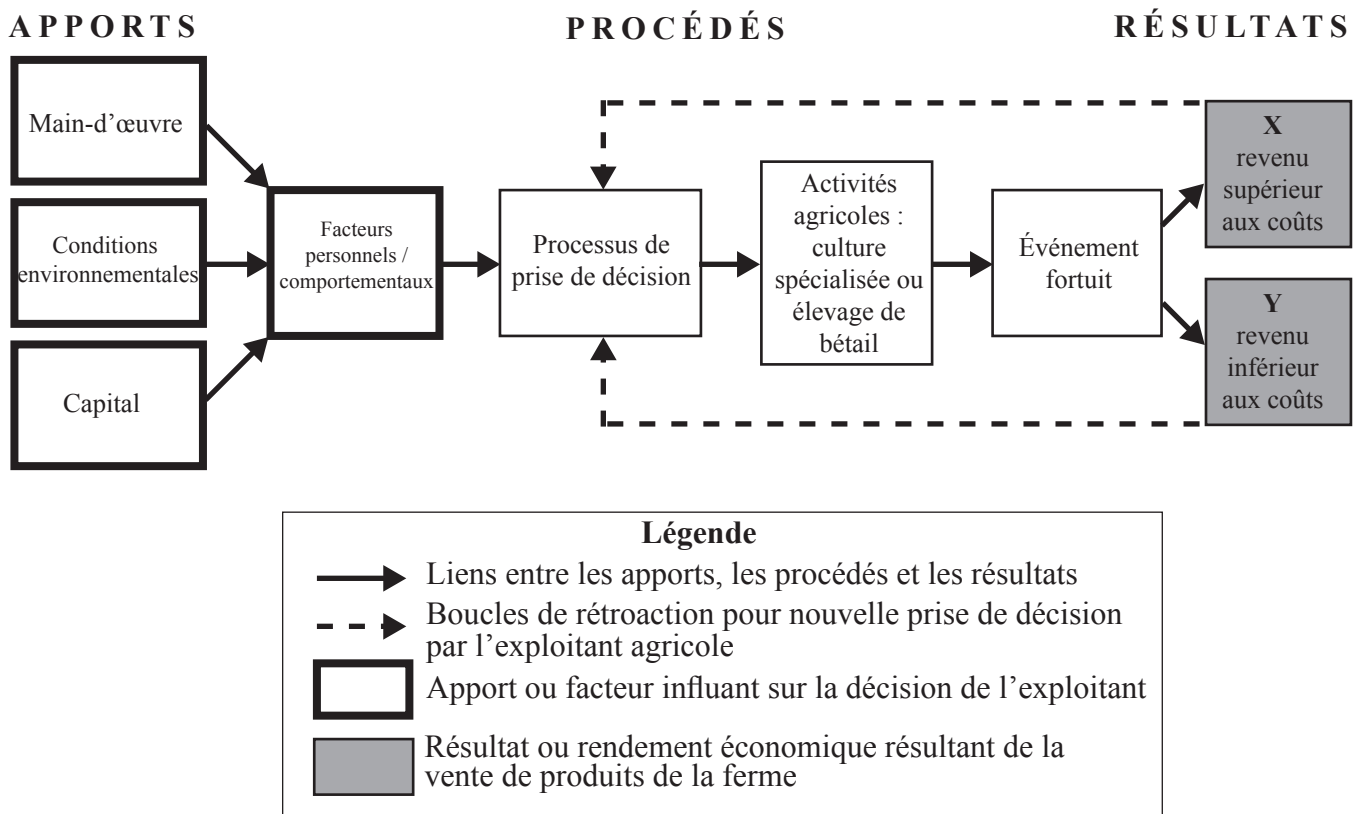 APPORTS
PROCÉDÉS
RÉSULTATS
Main-d’œuvre
Conditions
environnementales
Capital
Facteurs
personnels /
comportementaux
Processus de
prise de décision
Activités
agricoles :
culture
spécialisée ou
élevage de
bétail
Événement
fortuit
X
revenu
supérieur
aux coûts
Y
revenu
inférieur
aux coûts
Légende
Liens entre les apports, les procédés et les résultats
Boucles de rétroaction pour nouvelle prise de décision
par l’exploitant agricole
Apport ou facteur influant sur la décision de l’exploitant
Résultat ou rendement économique résultant de la
vente de produits de la ferme